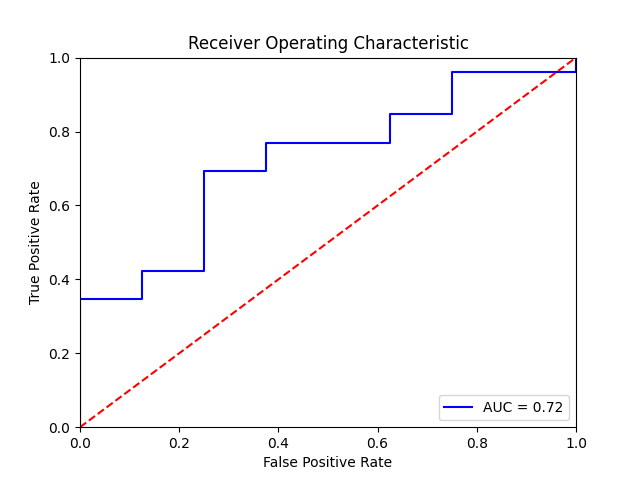 Receiver Operating Characteristic
True Positive Rate
1.0
0.8
0.6
0.4
0.2
0.0
AUC = 0.72
0.0 0.2 0.4 0.6 0.8 1.0
False Positive Rate